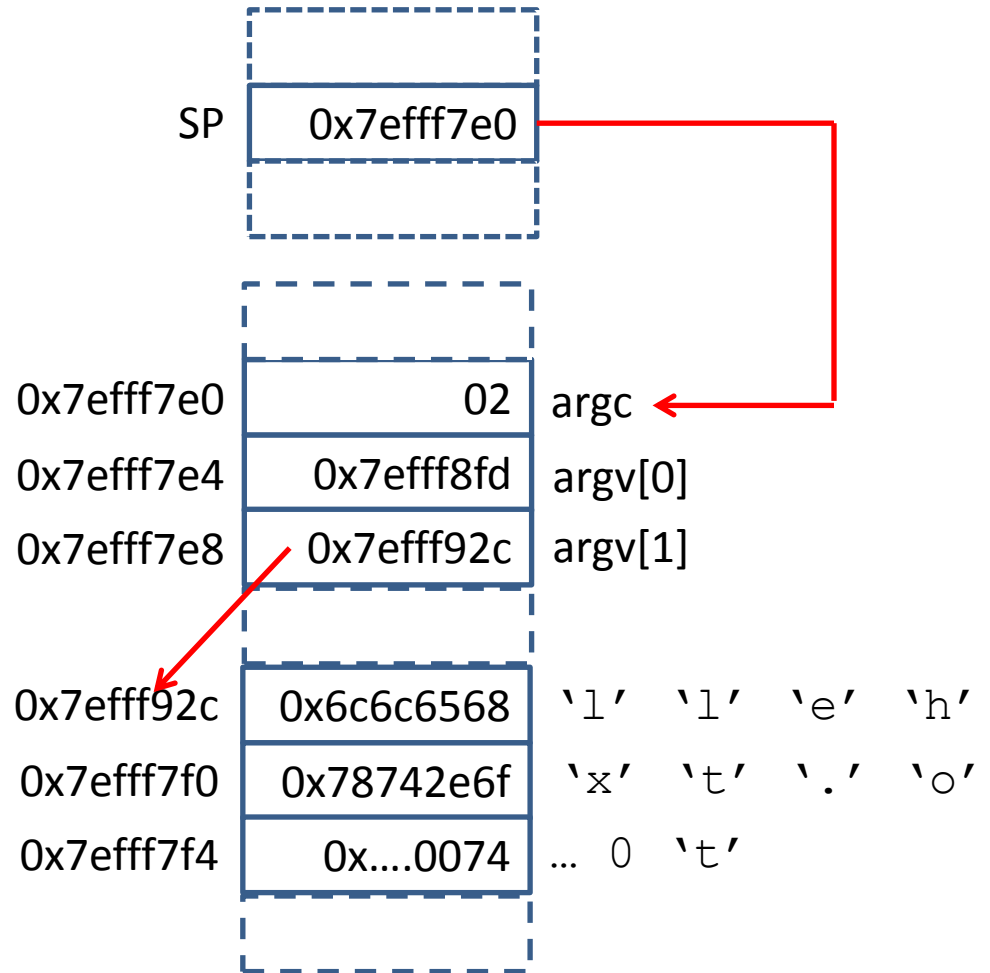 SP 0x7efff7e0
0x7efff7e0 02 argc
0x7efff7e4 0x7efff8fd argv[0]
0x7efff7e8 0x7efff92c argv[1]
0x7efff92c 0x6c6c6568 ‘l’ ‘l’ ‘e’ ‘h’
0x7efff7f0 0x78742e6f ‘x’ ‘t’ ‘.’ ‘o’
0x7efff7f4 0x....0074 … 0 ‘t’